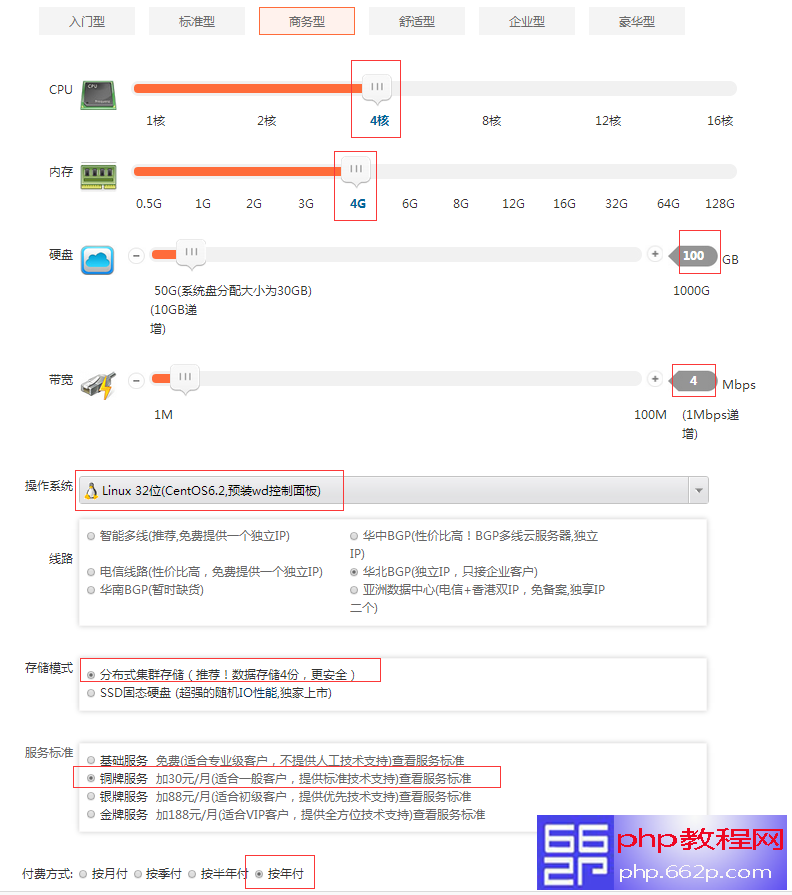 入门型 标准型 商务型 舒适型 企业型 豪华型
CPU
CPU
1核 2核 4核 8核 12核 16核
内存
0.5G 1G 2G 3G 4G 6G 8G 12G 16G 32G 64G 128G
硬盘 100 GB
50G(系统盘分配大小为30GB) 1000G
(10GB递
增)
带宽 4 Mbps
1M 100M (1Mbps递
增)
操作系统 Linux 32位(CentOS6.2,预装wd控制面板)
线路
智能多线(推荐,免费提供一个独立IP) 华中BGP(性价比高！BGP多线云服务器,独立
IP)
电信线路(性价比高，免费提供一个独立IP) 华北BGP(独立IP，只接企业客户)
华南BGP(暂时缺货) 亚洲数据中心(电信+香港双IP，免备案,独享IP
二个)
存储模式 分布式集群存储（推荐！数据存储4份，更安全）
SSD固态硬盘 (超强的随机IO性能,独家上市)
服务标准 基础服务 免费(适合专业级客户，不提供人工技术支持)查看服务标准
铜牌服务 加30元/月(适合一般客户，提供标准技术支持)查看服务标准
银牌服务 加88元/月(适合初级客户，提供优先技术支持)查看服务标准
金牌服务 加188元/月(适合VIP客户，提供全方位技术支持)查看服务标准
付费方式: 按月付 按季付 按半年付 按年付
php教程网
php.662p.com